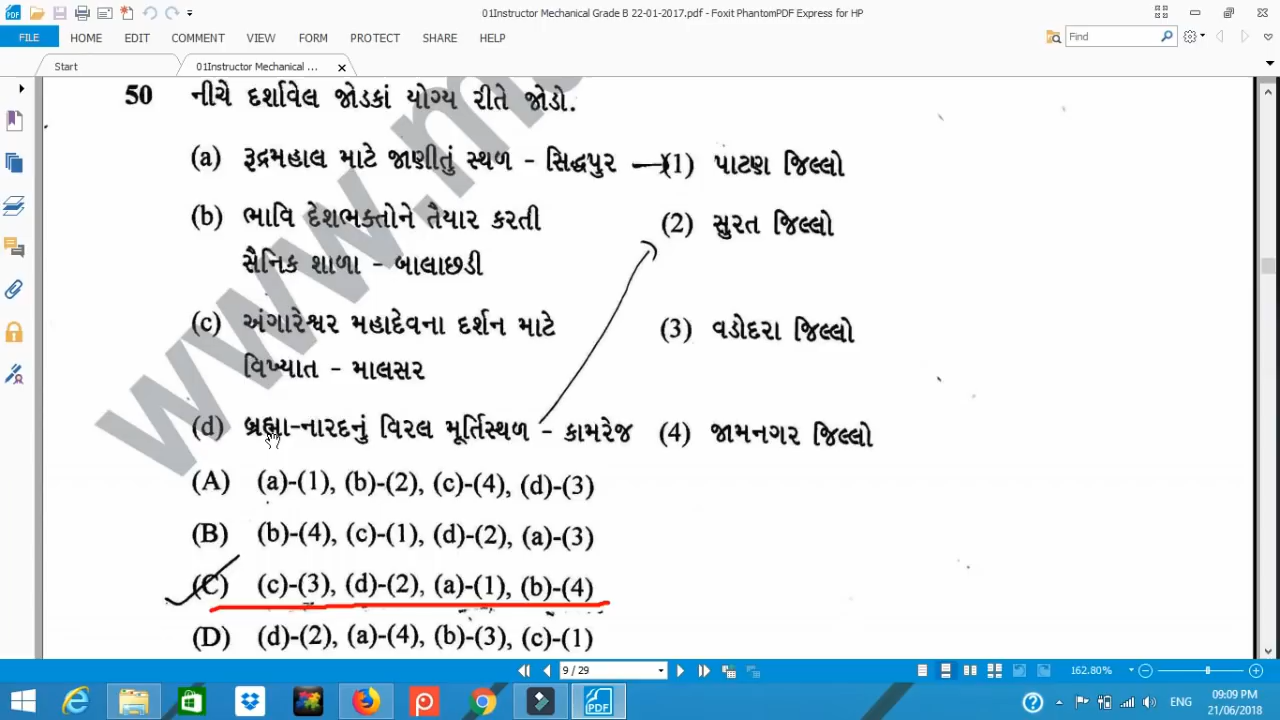 01Instructor Mechanical Grade B 22-01-2017.pdf - Foxit PhantomPDF Express for HP
FILE HOME EDIT COMMENT VIEW FORM PROTECT SHARE HELP Find
Start 01Instructor Mechanical ...
50 નીચે દર્શાવેલ જોડકાં યોગ્ય રીતે જોડો.
(a) રૂદ્રમહાલ માટે જાણીતું સ્થળ - સિદ્ધપુર (1) પાટણ જિલ્લો
(b) ભાવિ દેશભક્તોને તૈયાર કરતી (2) સુરત જિલ્લો
સૈનિક શાળા - બાલાછડી
(c) અંગારેશ્વર મહાદેવના દર્શન માટે (3) વડોદરા જિલ્લો
વિખ્યાત - માલસર
(d) બ્રહ્મા-નારદનું વિરલ મૂર્તિસ્થળ - કામરેજ (4) જામનગર જિલ્લો
(A) (a)-(1), (b)-(2), (c)-(4), (d)-(3)
(B) (b)-(4), (c)-(1), (d)-(2), (a)-(3)
(C) (c)-(3), (d)-(2), (a)-(1), (b)-(4)
(D) (d)-(2), (a)-(4), (b)-(3), (c)-(1)
www.m
9 / 29 162.80%
ENG 09:09 PM
21/06/2018